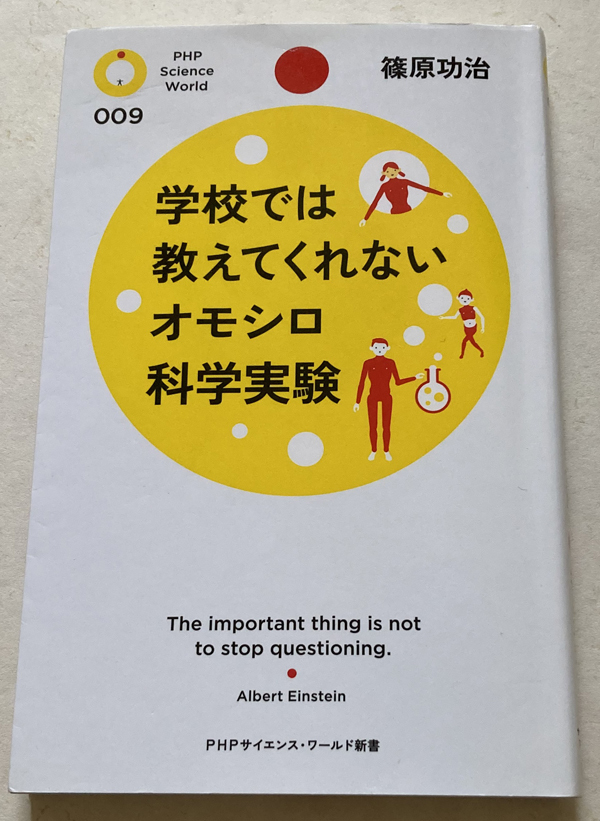 PHP
Science
World
009
篠原功治
学校では
教えてくれない
オモシロ
科学実験
The important thing is not
to stop questioning.
Albert Einstein
PHPサイエンス・ワールド新書